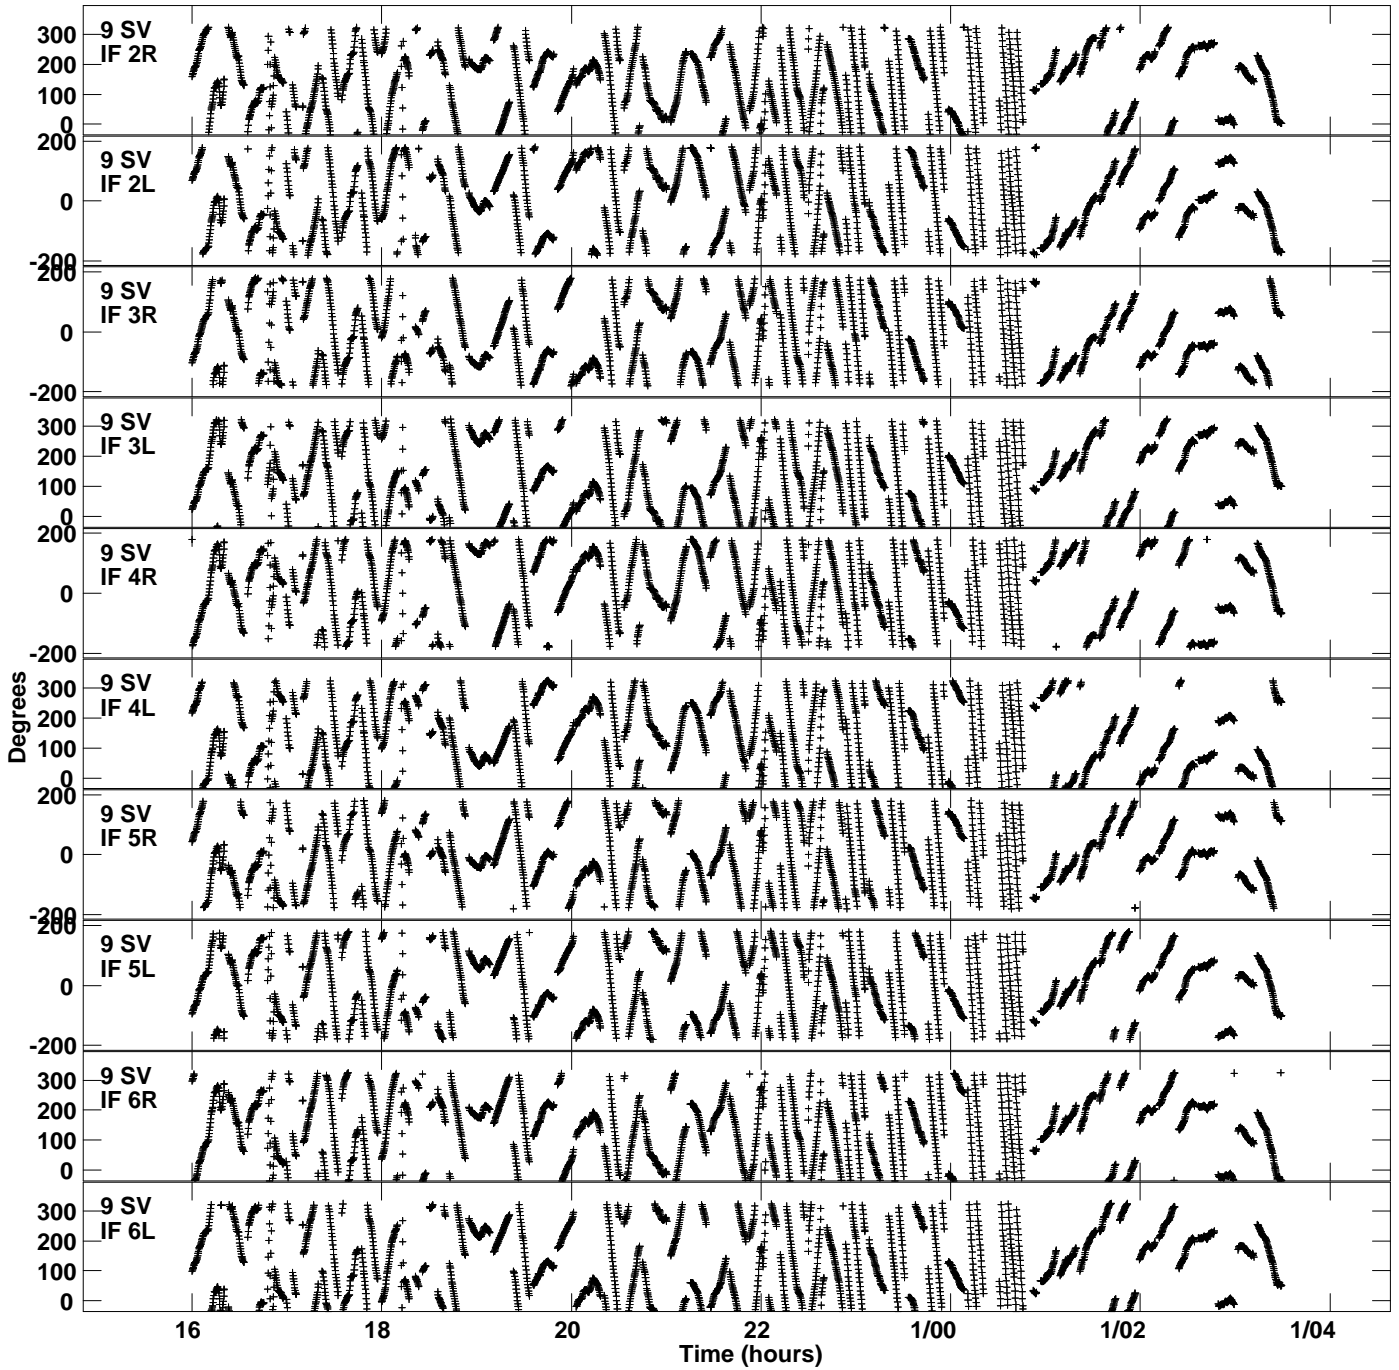 9 SV
IF 2R
300
200
100
0
9 SV
IF 2L
200
0
-200
9 SV
IF 3R
200
0
-200
9 SV
IF 3L
300
200
100
0
9 SV
IF 4R
200
0
-200
9 SV
IF 4L
300
200
100
0
9 SV
IF 5R
200
0
-200
9 SV
IF 5L
200
0
-200
9 SV
IF 6R
300
200
100
0
9 SV
IF 6L
300
200
100
0
Degrees
16 18 20 22 1/00 1/02 1/04
Time (hours)